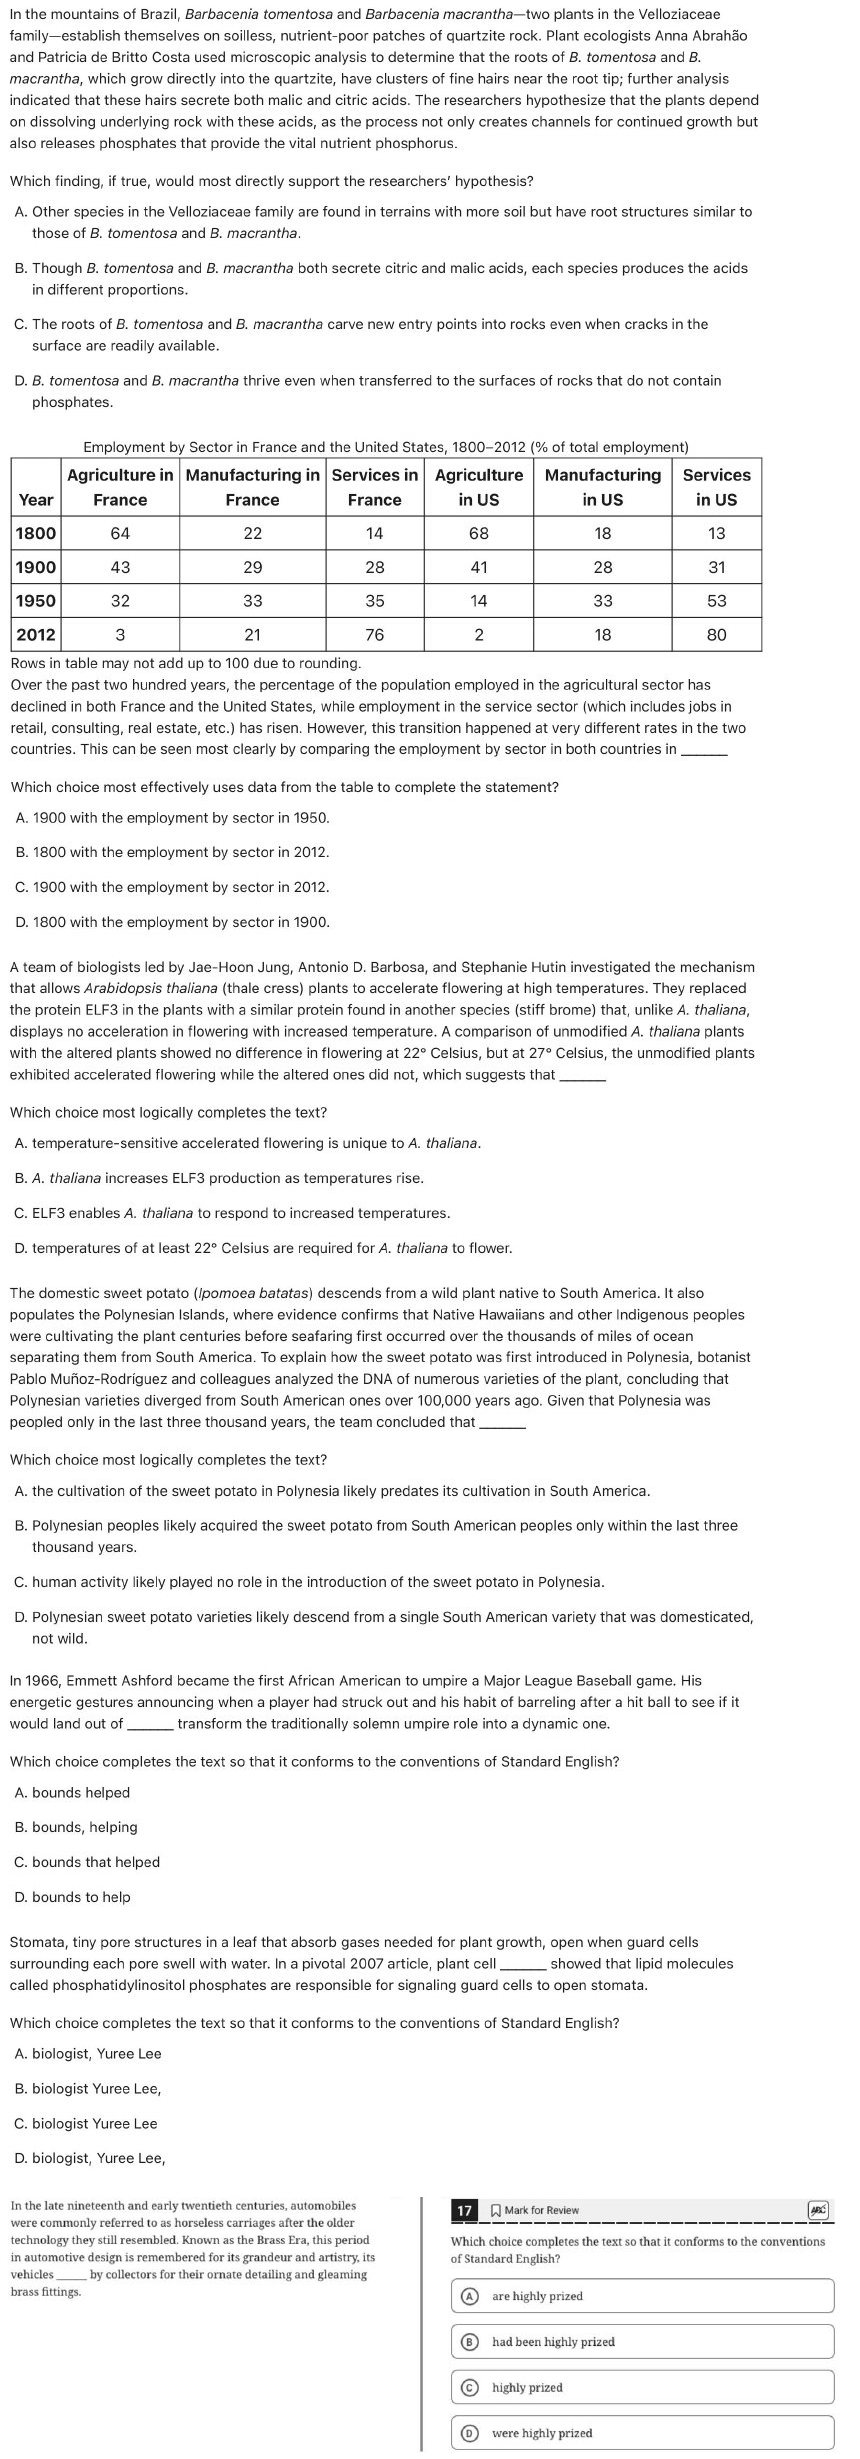 In the mountains of Brazil, Barbacenia tomentosa and Barbacenia macrantha—two plants in the Velloziaceae
family—establish themselves on soilless, nutrient-poor patches of quartzite rock. Plant ecologists Anna Abrahão
and Patricia de Britto Costa used microscopic analysis to determine that the roots of B. tomentosa and B.
macrantha, which grow directly into the quartzite, have clusters of fine hairs near the root tip; further analysis
indicated that these hairs secrete both malic and citric acids. The researchers hypothesize that the plants depend
on dissolving underlying rock with these acids, as the process not only creates channels for continued growth but
also releases phosphates that provide the vital nutrient phosphorus.
Which finding, if true, would most directly support the researchers' hypothesis?
A. Other species in the Velloziaceae family are found in terrains with more soil but have root structures similar to
those of B. tomentosa and B. macrantha.
B. Though B. tomentosa and B. macrantha both secrete citric and malic acids, each species produces the acids
in different proportions.
C. The roots of B. tomentosa and B. macrantha carve new entry points into rocks even when cracks in the
surface are readily available.
D. B. tomentosa and B. macrantha thrive even when transferred to the surfaces of rocks that do not contain
phosphates.
Employment by Sector in France and the United States, 1800–2012 (% of total employment)
Year Agriculture in France Manufacturing in France Services in France Agriculture in US Manufacturing in US Services in US
1800 64 22 14 68 18 13
1900 43 29 28 41 28 31
1950 32 33 35 14 33 53
2012 3 21 76 2 18 80
Rows in table may not add up to 100 due to rounding.
Over the past two hundred years, the percentage of the population employed in the agricultural sector has
declined in both France and the United States, while employment in the service sector (which includes jobs in
retail, consulting, real estate, etc.) has risen. However, this transition happened at very different rates in the two
countries. This can be seen most clearly by comparing the employment by sector in both countries in ______
Which choice most effectively uses data from the table to complete the statement?
A. 1900 with the employment by sector in 1950.
B. 1800 with the employment by sector in 2012.
C. 1900 with the employment by sector in 2012.
D. 1800 with the employment by sector in 1900.
A team of biologists led by Jae-Hoon Jung, Antonio D. Barbosa, and Stephanie Hutin investigated the mechanism
that allows Arabidopsis thaliana (thale cress) plants to accelerate flowering at high temperatures. They replaced
the protein ELF3 in the plants with a similar protein found in another species (stiff brome) that, unlike A. thaliana,
displays no acceleration in flowering with increased temperature. A comparison of unmodified A. thaliana plants
with the altered plants showed no difference in flowering at 22° Celsius, but at 27° Celsius, the unmodified plants
exhibited accelerated flowering while the altered ones did not, which suggests that ______
Which choice most logically completes the text?
A. temperature-sensitive accelerated flowering is unique to A. thaliana.
B. A. thaliana increases ELF3 production as temperatures rise.
C. ELF3 enables A. thaliana to respond to increased temperatures.
D. temperatures of at least 22° Celsius are required for A. thaliana to flower.
The domestic sweet potato (Ipomoea batatas) descends from a wild plant native to South America. It also
populates the Polynesian Islands, where evidence confirms that Native Hawaiians and other Indigenous peoples
were cultivating the plant centuries before seafaring first occurred over the thousands of miles of ocean
separating them from South America. To explain how the sweet potato was first introduced in Polynesia, botanist
Pablo Muñoz-Rodríguez and colleagues analyzed the DNA of numerous varieties of the plant, concluding that
Polynesian varieties diverged from South American ones over 100,000 years ago. Given that Polynesia was
peopled only in the last three thousand years, the team concluded that ______
Which choice most logically completes the text?
A. the cultivation of the sweet potato in Polynesia likely predates its cultivation in South America.
B. Polynesian peoples likely acquired the sweet potato from South American peoples only within the last three
thousand years.
C. human activity likely played no role in the introduction of the sweet potato in Polynesia.
D. Polynesian sweet potato varieties likely descend from a single South American variety that was domesticated,
not wild.
In 1966, Emmett Ashford became the first African American to umpire a Major League Baseball game. His
energetic gestures announcing when a player had struck out and his habit of barreling after a hit ball to see if it
would land out of ______ transform the traditionally solemn umpire role into a dynamic one.
Which choice completes the text so that it conforms to the conventions of Standard English?
A. bounds helped
B. bounds, helping
C. bounds that helped
D. bounds to help
Stomata, tiny pore structures in a leaf that absorb gases needed for plant growth, open when guard cells
surrounding each pore swell with water. In a pivotal 2007 article, plant cell ______ showed that lipid molecules
called phosphatidylinositol phosphates are responsible for signaling guard cells to open stomata.
Which choice completes the text so that it conforms to the conventions of Standard English?
A. biologist, Yuree Lee
B. biologist Yuree Lee,
C. biologist Yuree Lee
D. biologist, Yuree Lee,
In the late nineteenth and early twentieth centuries, automobiles
were commonly referred to as horseless carriages after the older
technology they still resembled. Known as the Brass Era, this period
in automotive design is remembered for its grandeur and artistry, its
vehicles ______ by collectors for their ornate detailing and gleaming
brass fittings.
17 Mark for Review ABC
Which choice completes the text so that it conforms to the conventions
of Standard English?
A are highly prized
B had been highly prized
C highly prized
D were highly prized